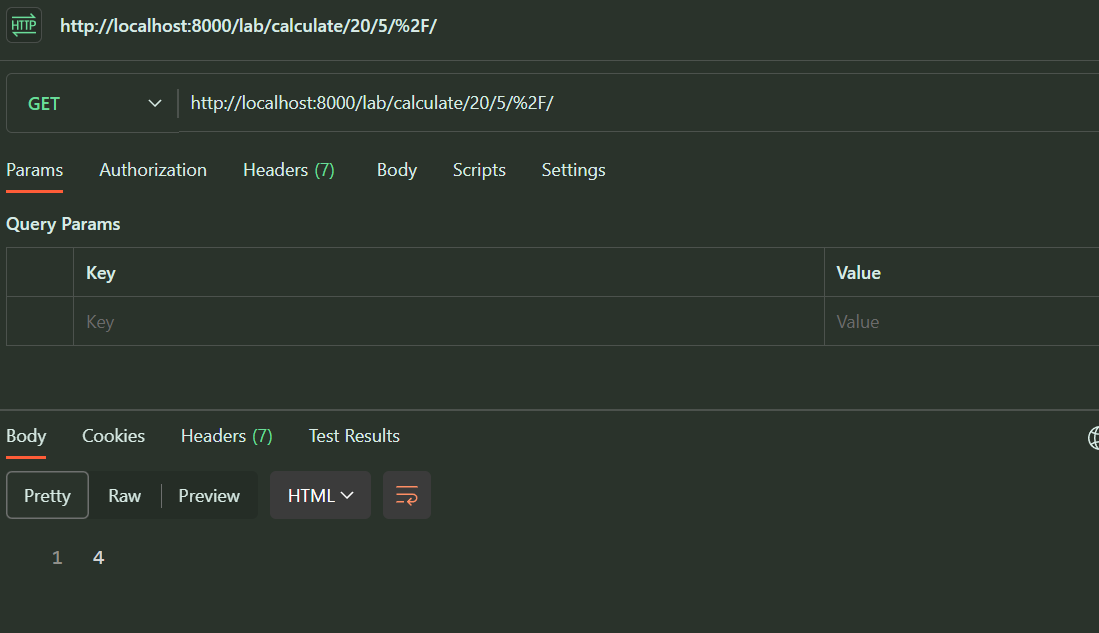 HTTP http://localhost:8000/lab/calculate/20/5/%2F/
GET http://localhost:8000/lab/calculate/20/5/%2F/
Params Authorization Headers (7) Body Scripts Settings
Query Params
Key Value
Key Value
Body Cookies Headers (7) Test Results
Pretty Raw Preview HTML
1 4